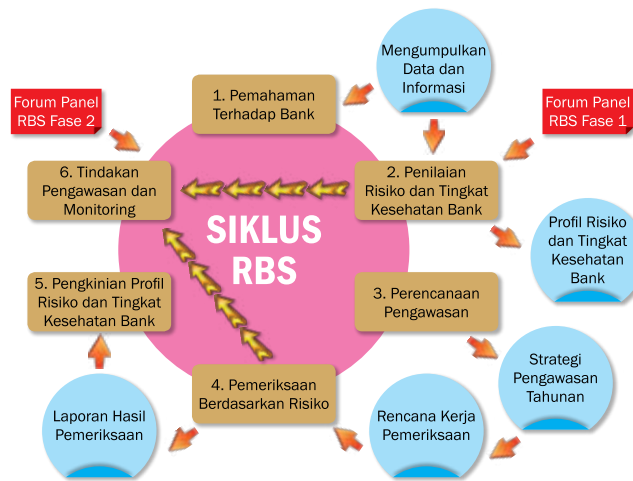 Mengumpulkan
Data dan
Informasi
1. Pemahaman
Terhadap Bank
Forum Panel
RBS Fase 2
Forum Panel
RBS Fase 1
6. Tindakan
Pengawasan dan
Monitoring
2. Penilaian
Risiko dan Tingkat
Kesehatan Bank
SIKLUS
RBS
Profil Risiko
dan Tingkat
Kesehatan
Bank
5. Pengkinian Profil
Risiko dan Tingkat
Kesehatan Bank
3. Perencanaan
Pengawasan
4. Pemeriksaan
Berdasarkan Risiko
Strategi
Pengawasan
Tahunan
Laporan Hasil
Pemeriksaan
Rencana Kerja
Pemeriksaan